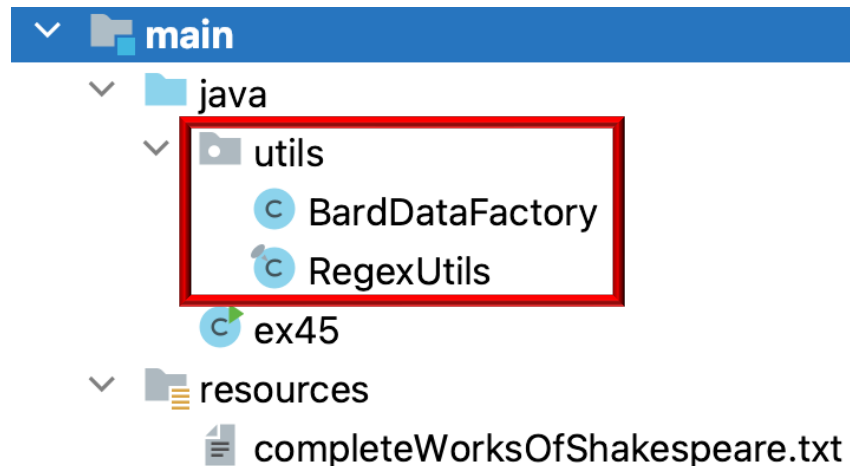 main
java
utils
C BardDataFactory
C RegexUtils
C ex45
resources
completeWorksOfShakespeare.txt